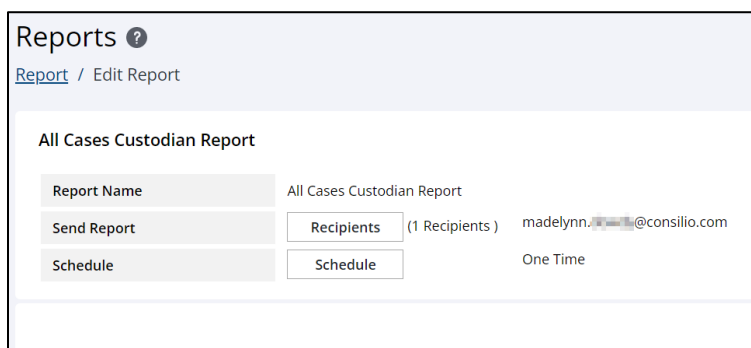 Reports ?
Report / Edit Report
All Cases Custodian Report
Report Name All Cases Custodian Report
Send Report Recipients (1 Recipients ) madelynn. @consilio.com
Schedule Schedule One Time